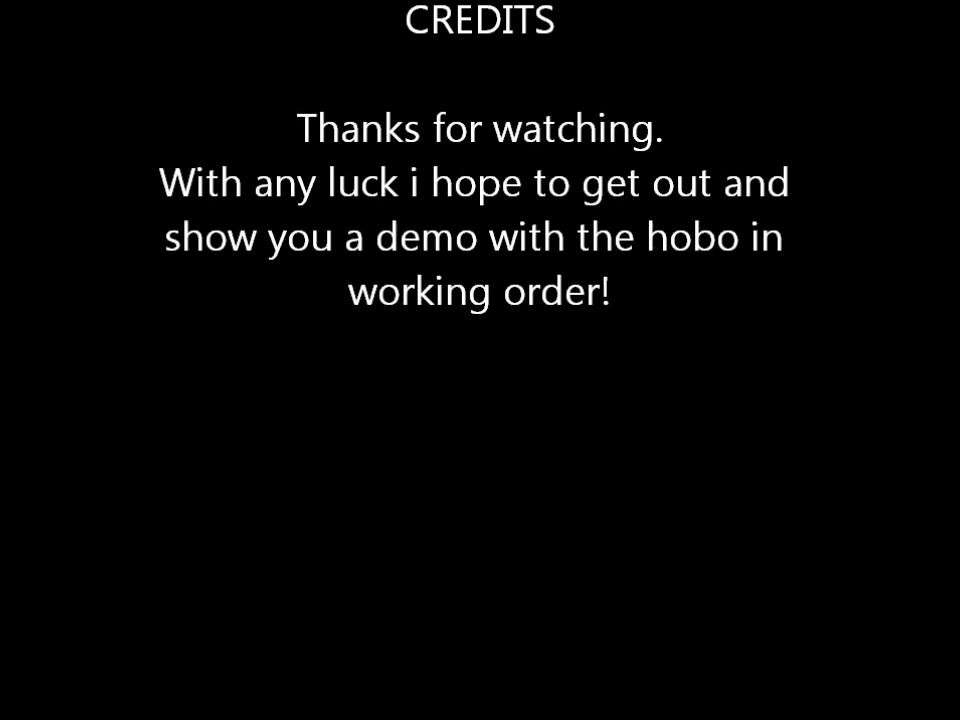 CREDITS
Thanks for watching.
With any luck i hope to get out and
show you a demo with the hobo in
working order!